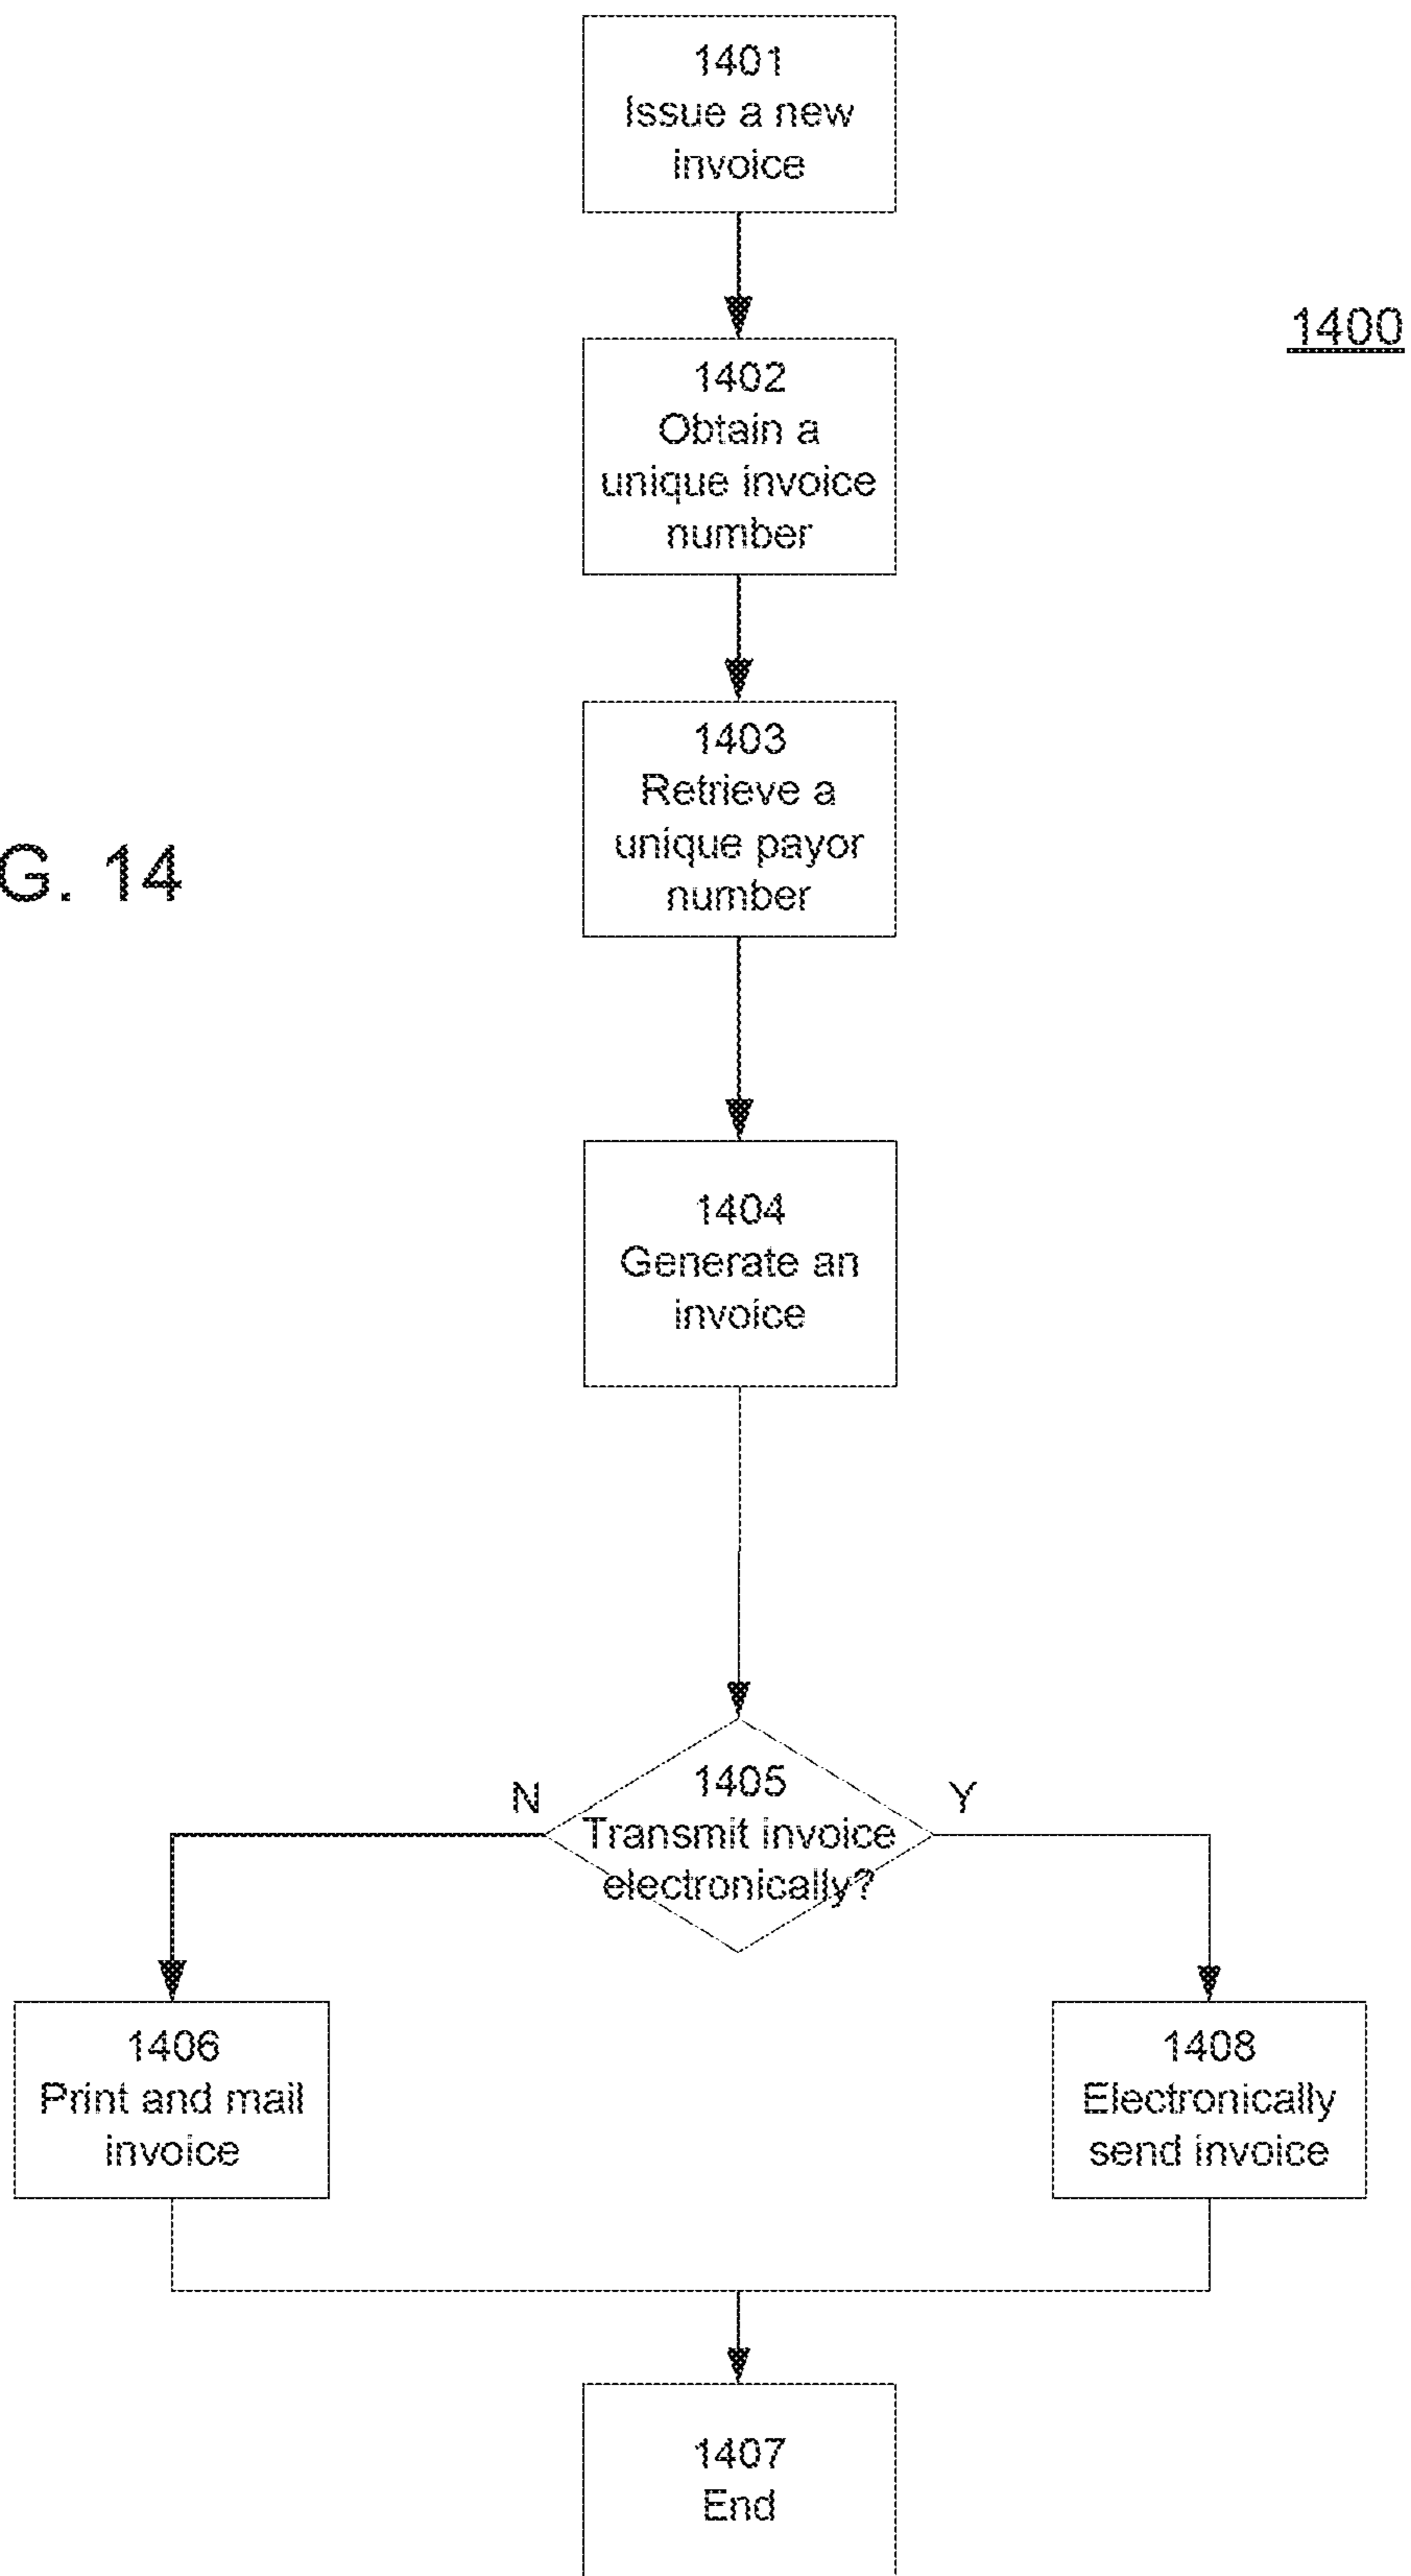 1401
Issue a new
invoice
1400
1402
Obtain a
unique invoice
number
1403
Retrieve a
unique payor
number
G. 14
1404
Generate an
invoice
N
Y
1405
Transmit invoice
electronically?
1406
Print and mail
invoice
1408
Electronically
send invoice
1407
End